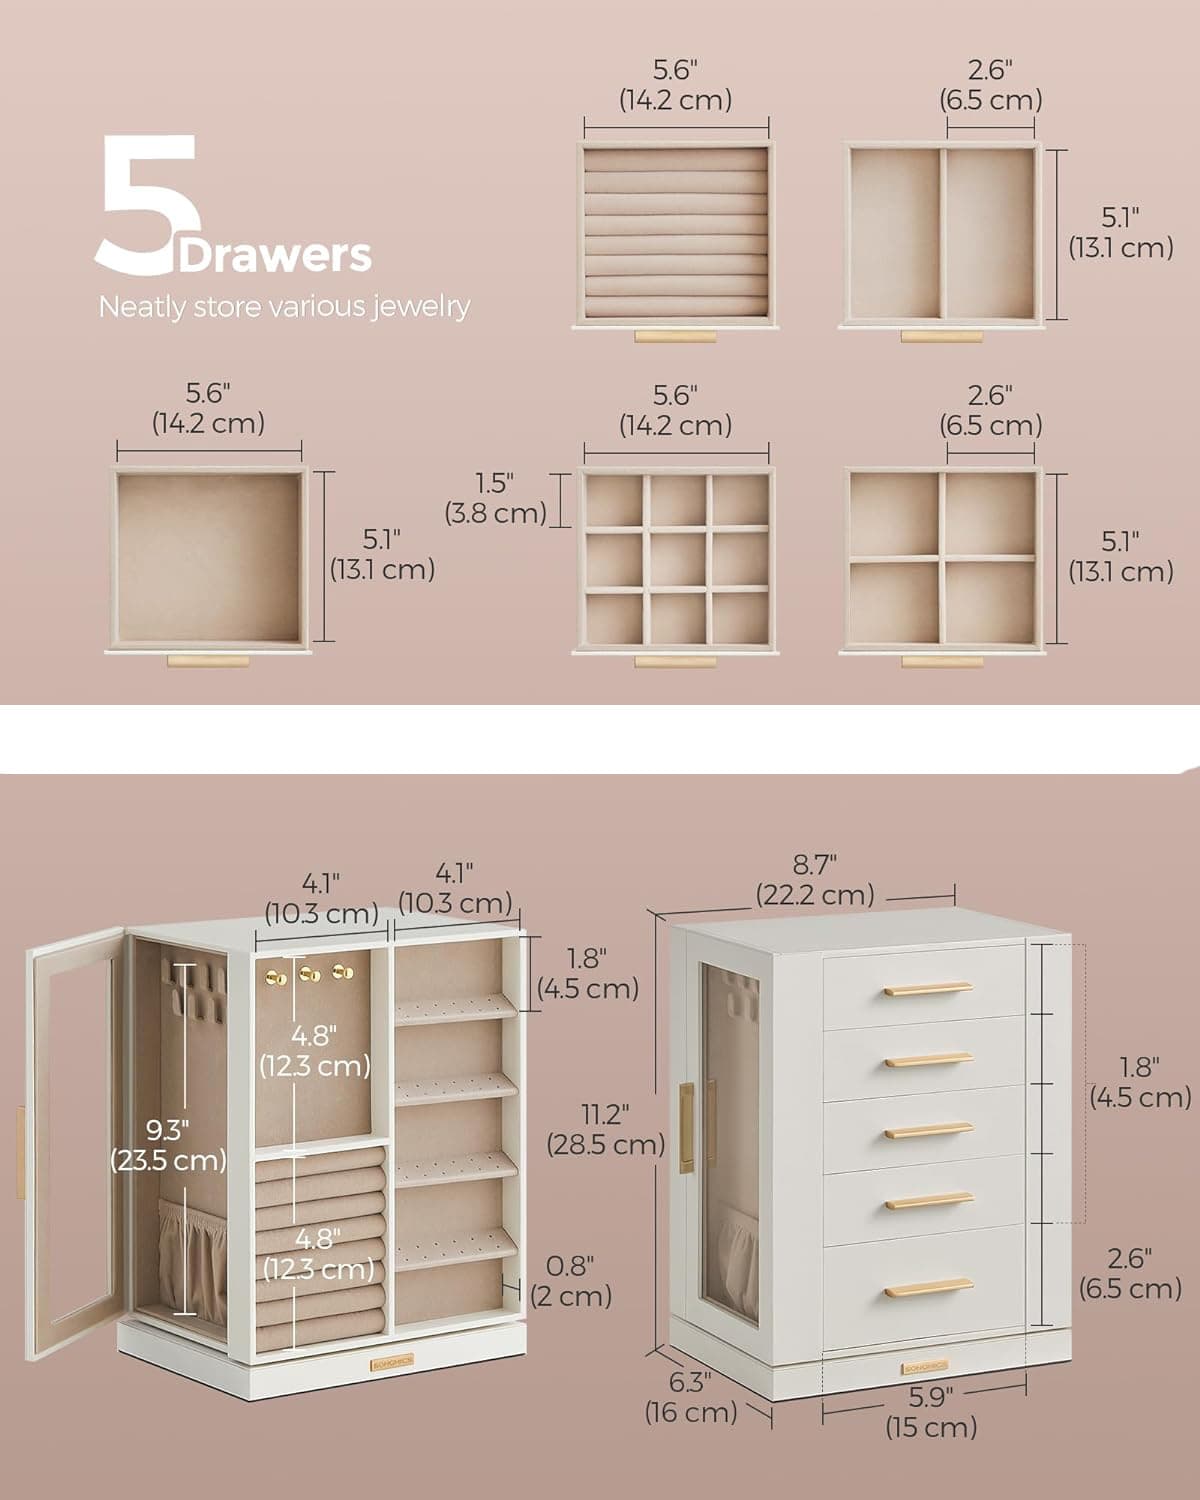 5.6"
(14.2 cm)
2.6"
(6.5 cm)
5
Drawers
Neatly store various jewelry
5.1"
(13.1 cm)
5.6"
(14.2 cm)
5.1"
(13.1 cm)
5.6"
(14.2 cm)
1.5"
(3.8 cm)
2.6"
(6.5 cm)
5.1"
(13.1 cm)
4.1"
(10.3 cm)
4.1"
(10.3 cm)
1.8"
(4.5 cm)
4.8"
(12.3 cm)
9.3"
(23.5 cm)
4.8"
(12.3 cm)
0.8"
(2 cm)
SONGMICS
8.7"
(22.2 cm)
11.2"
(28.5 cm)
1.8"
(4.5 cm)
2.6"
(6.5 cm)
SONGMICS
6.3"
(16 cm)
5.9"
(15 cm)